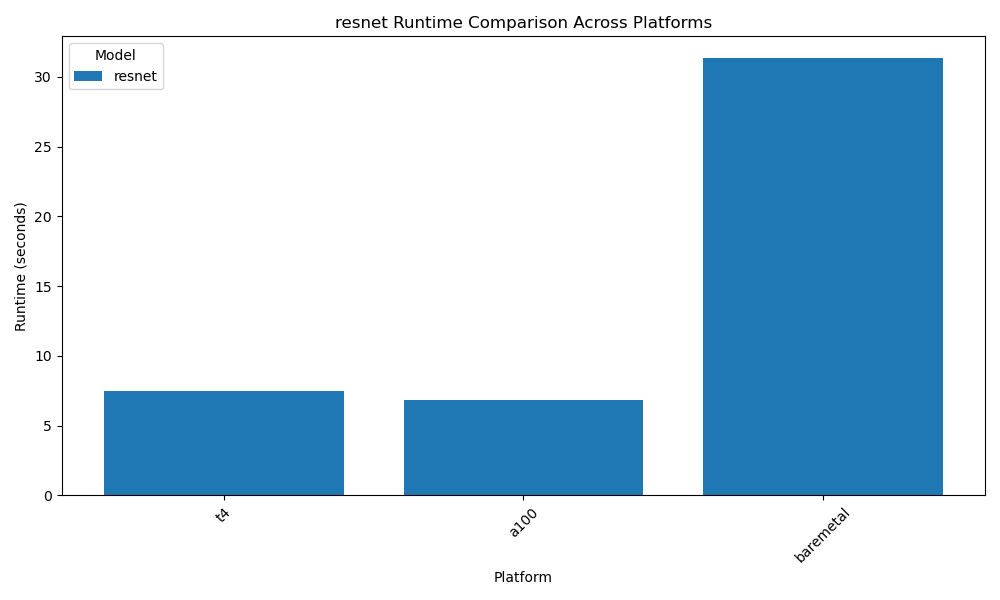 resnet Runtime Comparison Across Platforms
Model
resnet
Runtime (seconds)
30
25
20
15
10
5
0
t4
a100
baremetal
Platform